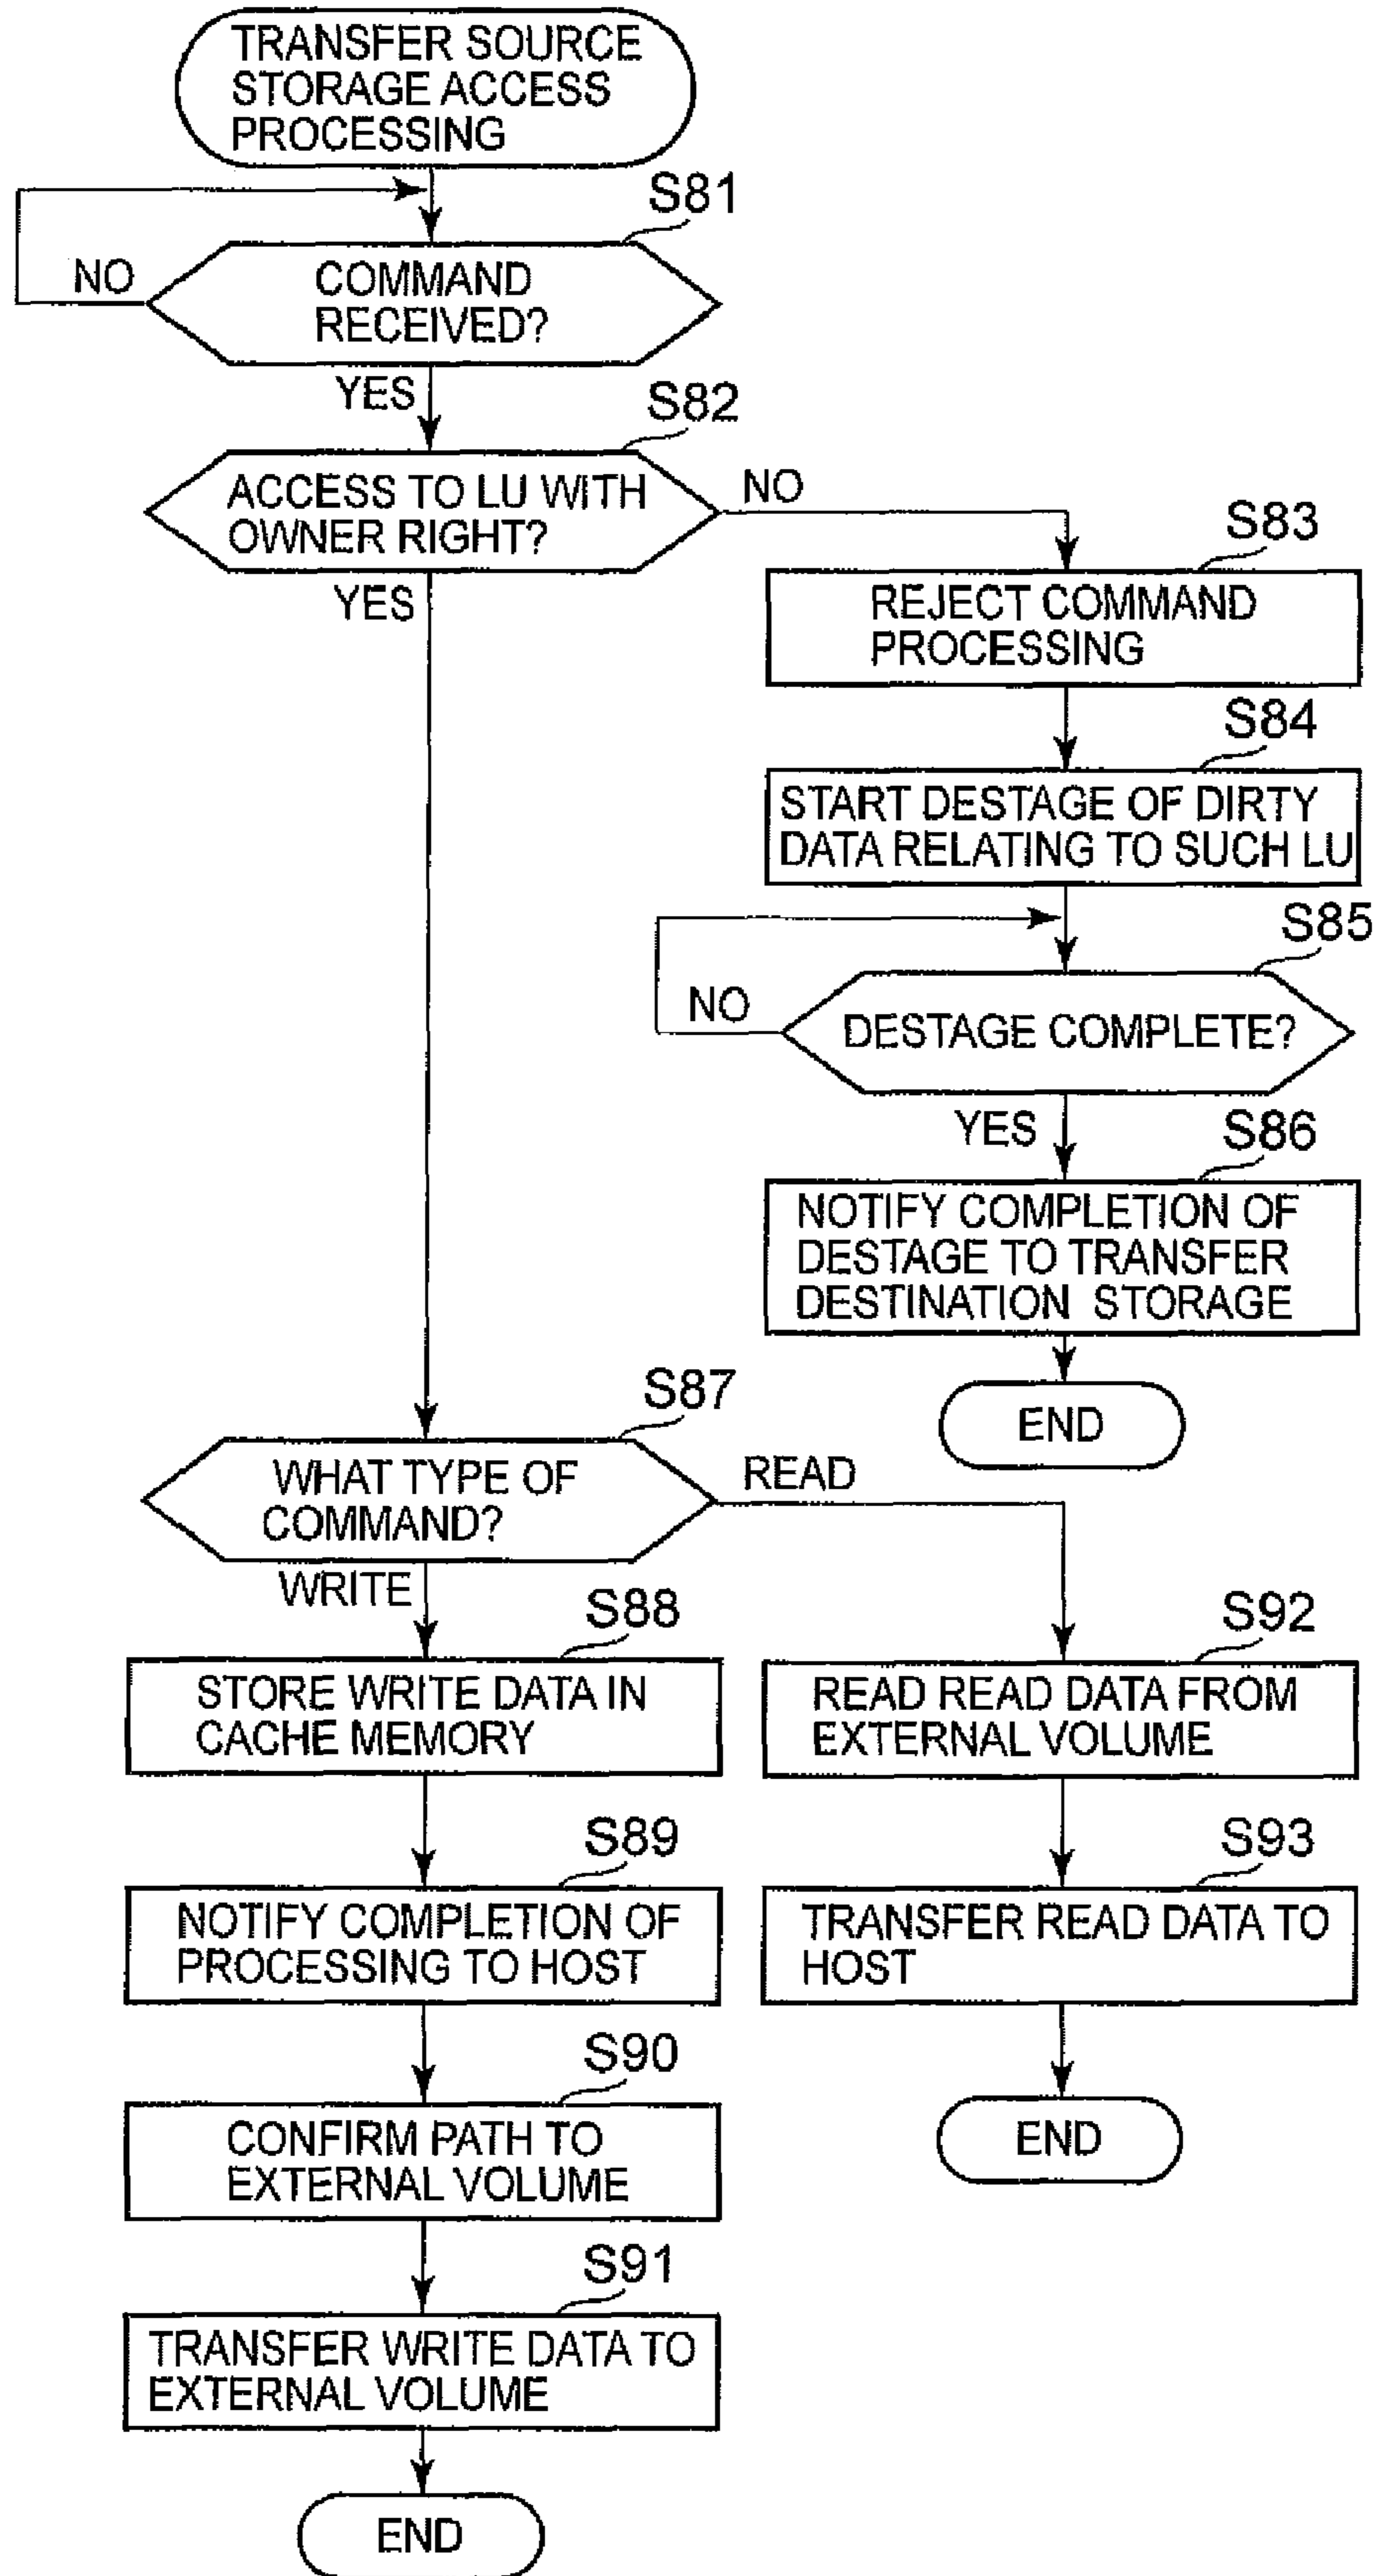 TRANSFER SOURCE
STORAGE ACCESS
PROCESSING
S81
NO
COMMAND
RECEIVED?
YES
S82
ACCESS TO LU WITH
OWNER RIGHT?
NO
YES
S83
REJECT COMMAND
PROCESSING
S84
START DESTAGE OF DIRTY
DATA RELATING TO SUCH LU
S85
NO
DESTAGE COMPLETE?
YES
S86
NOTIFY COMPLETION OF
DESTAGE TO TRANSFER
DESTINATION STORAGE
END
S87
WHAT TYPE OF
COMMAND?
READ
WRITE
S88
STORE WRITE DATA IN
CACHE MEMORY
S89
NOTIFY COMPLETION OF
PROCESSING TO HOST
S90
CONFIRM PATH TO
EXTERNAL VOLUME
S91
TRANSFER WRITE DATA TO
EXTERNAL VOLUME
END
S92
READ READ DATA FROM
EXTERNAL VOLUME
S93
TRANSFER READ DATA TO
HOST
END